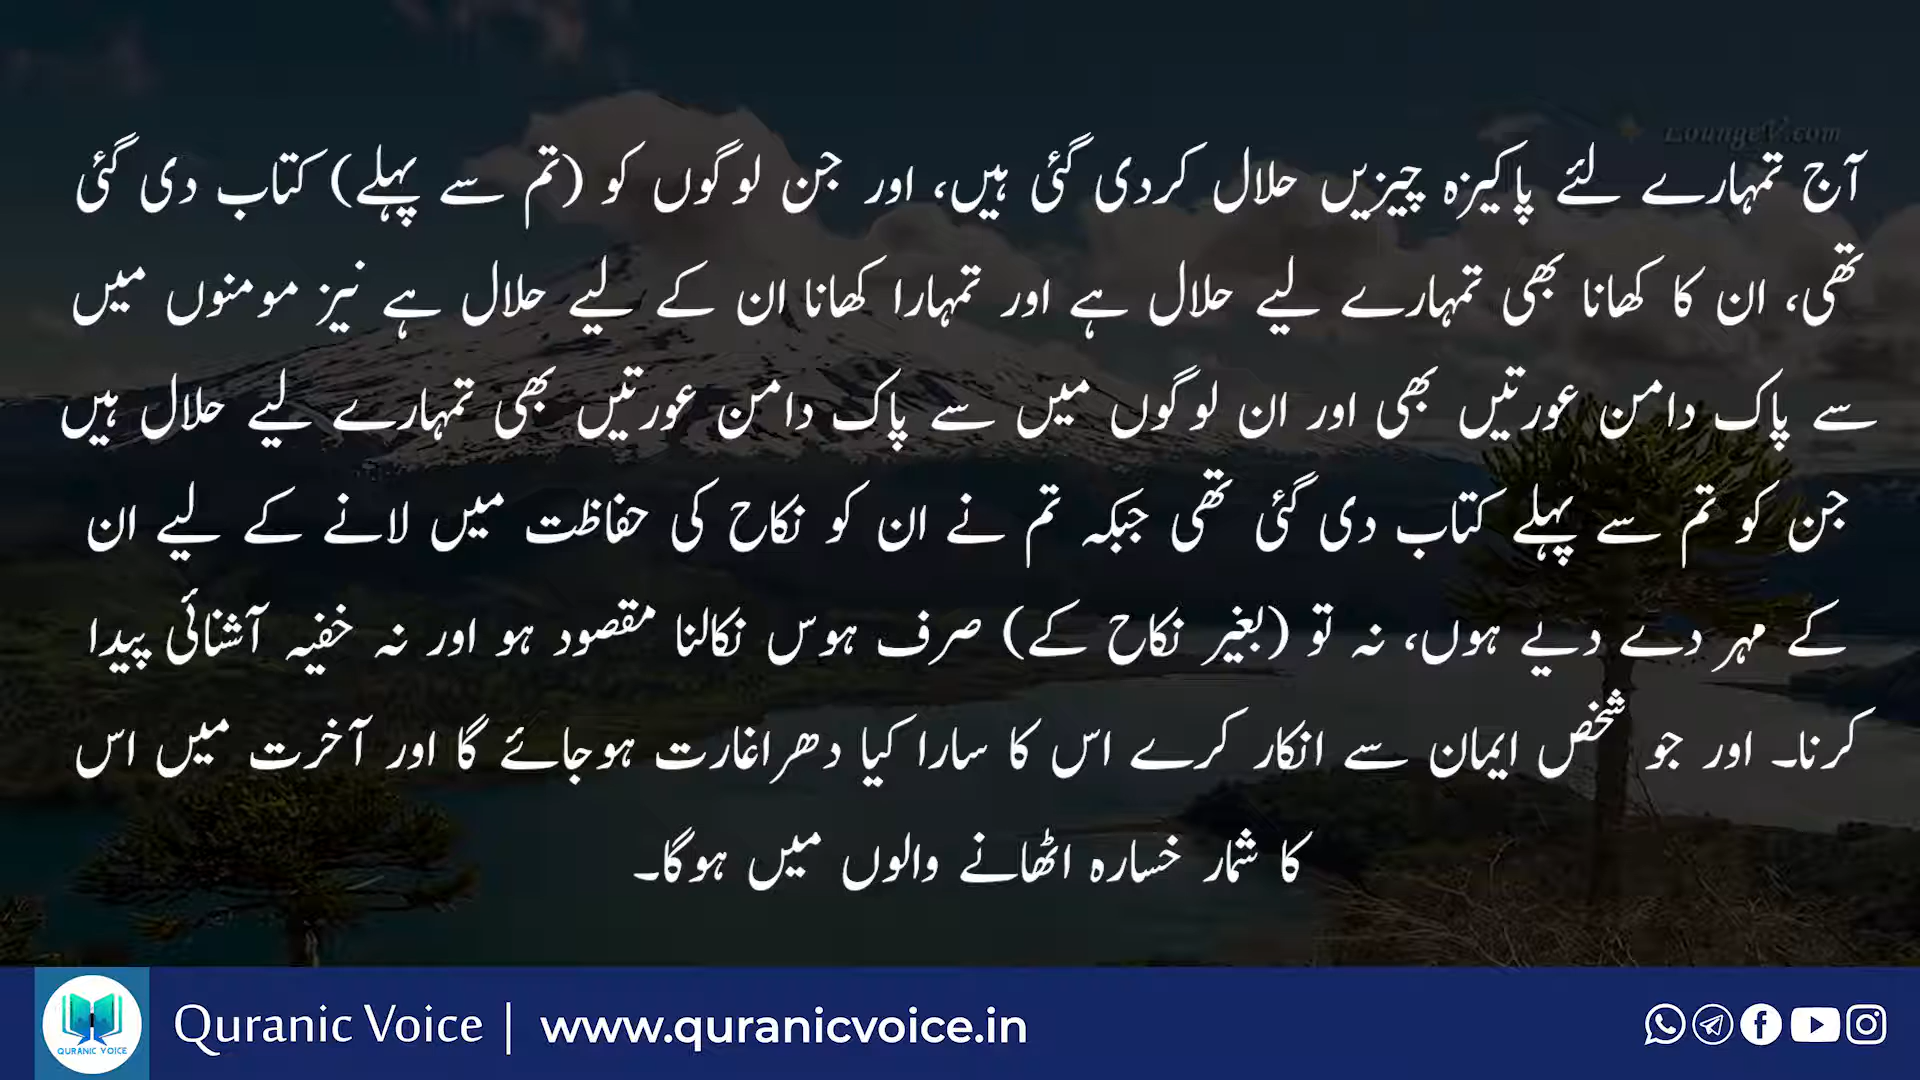 LoungeV.com
آج تمہارے لئے پاکیزہ چیزیں حلال کردی گئی ہیں، اور جن لوگوں کو (تم سے پہلے) کتاب دی گئی
تھی، ان کا کھانا بھی تمہارے لیے حلال ہے اور تمہارا کھانا ان کے لیے حلال ہے نیز مومنوں میں
سے پاک دامن عورتیں بھی اور ان لوگوں میں سے پاک دامن عورتیں بھی تمہارے لیے حلال ہیں
جن کو تم سے پہلے کتاب دی گئی تھی جبکہ تم نے ان کو نکاح کی حفاظت میں لانے کے لیے ان
کے مہر دے دیے ہوں، نہ تو (بغیر نکاح کے) صرف ہوس نکالنا مقصود ہو اور نہ خفیہ آشنائی پیدا
کرنا۔ اور جو شخص ایمان سے انکار کرے اس کا سارا کیا دھراغارت ہوجائے گا اور آخرت میں اس
کا شمار خسارہ اٹھانے والوں میں ہوگا۔
QURANIC VOICE
Quranic Voice | www.quranicvoice.in